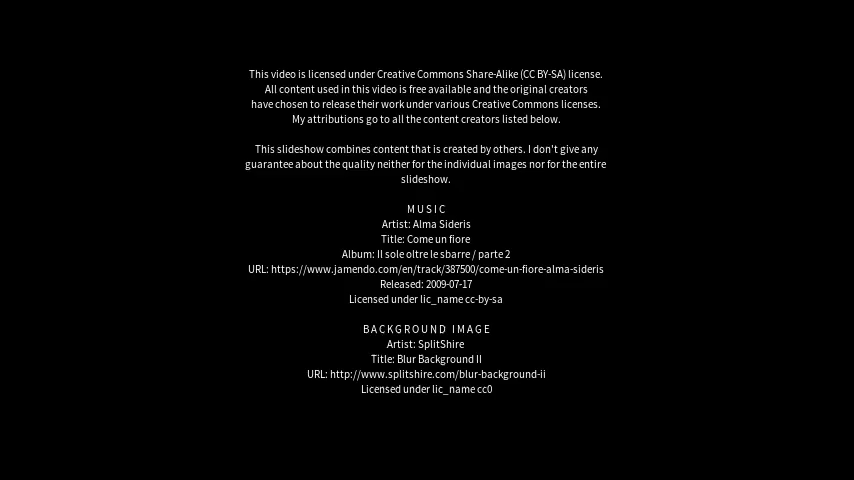 This video is licensed under Creative Commons Share-Alike (CC BY-SA) license.
All content used in this video is free available and the original creators
have chosen to release their work under various Creative Commons licenses.
My attributions go to all the content creators listed below.
This slideshow combines content that is created by others. I don't give any
guarantee about the quality neither for the individual images nor for the entire
slideshow.
MUSIC
Artist: Alma Sideris
Title: Come un fiore
Album: Il sole oltre le sbarre / parte 2
URL: https://www.jamendo.com/en/track/387500/come-un-fiore-alma-sideris
Released: 2009-07-17
Licensed under lic_name cc-by-sa
BACKGROUND IMAGE
Artist: SplitShire
Title: Blur Background II
URL: http://www.splitshire.com/blur-background-ii
Licensed under lic_name cc0